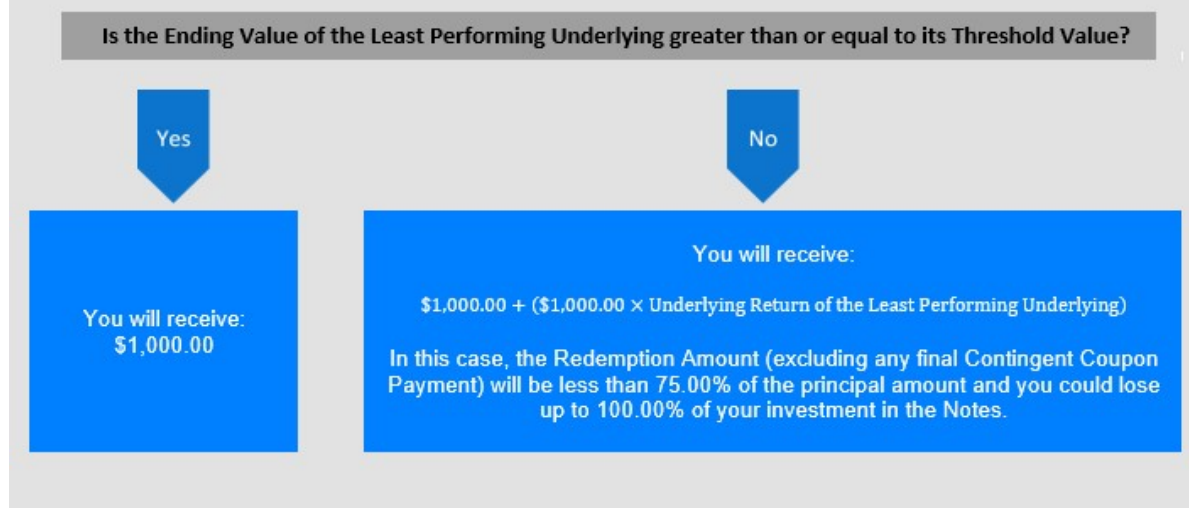 Is the Ending Value of the Least Performing Underlying greater than or equal to its Threshold Value?
Yes
No
You will receive:
$1,000.00
You will receive:
$1,000.00 + ($1,000.00 × Underlying Return of the Least Performing Underlying)
In this case, the Redemption Amount (excluding any final Contingent Coupon
Payment) will be less than 75.00% of the principal amount and you could lose
up to 100.00% of your investment in the Notes.